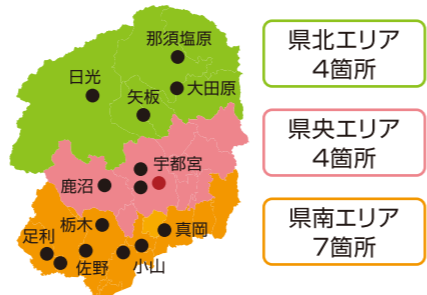 那須塩原
日光
大田原
矢板
宇都宮
鹿沼
栃木
真岡
足利
佐野
小山
県北エリア
4箇所
県央エリア
4箇所
県南エリア
7箇所